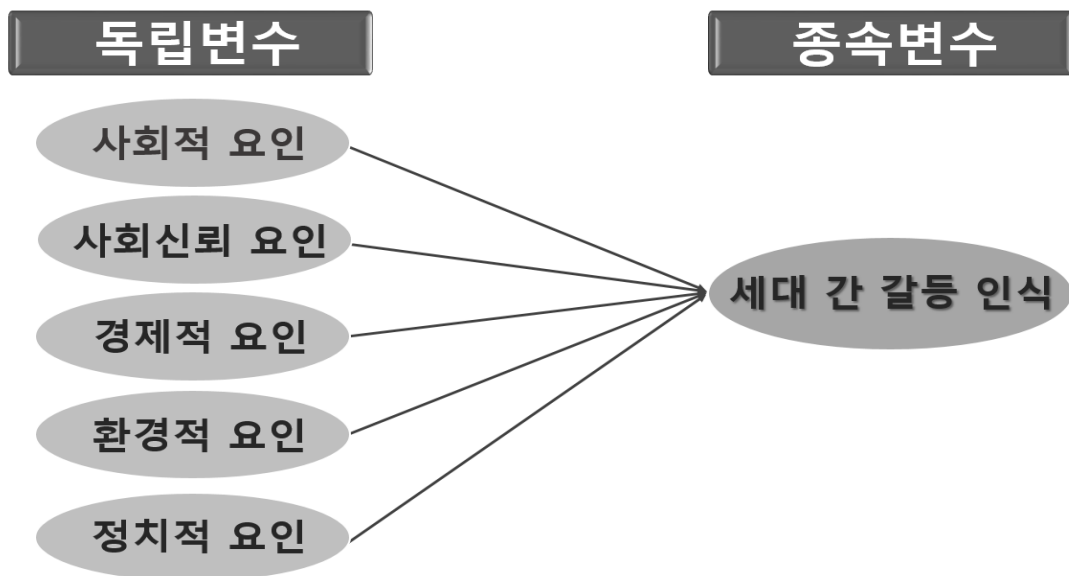 독립변수
종속변수
사회적 요인
사회신뢰 요인
경제적 요인
환경적 요인
정치적 요인
세대 간 갈등 인식